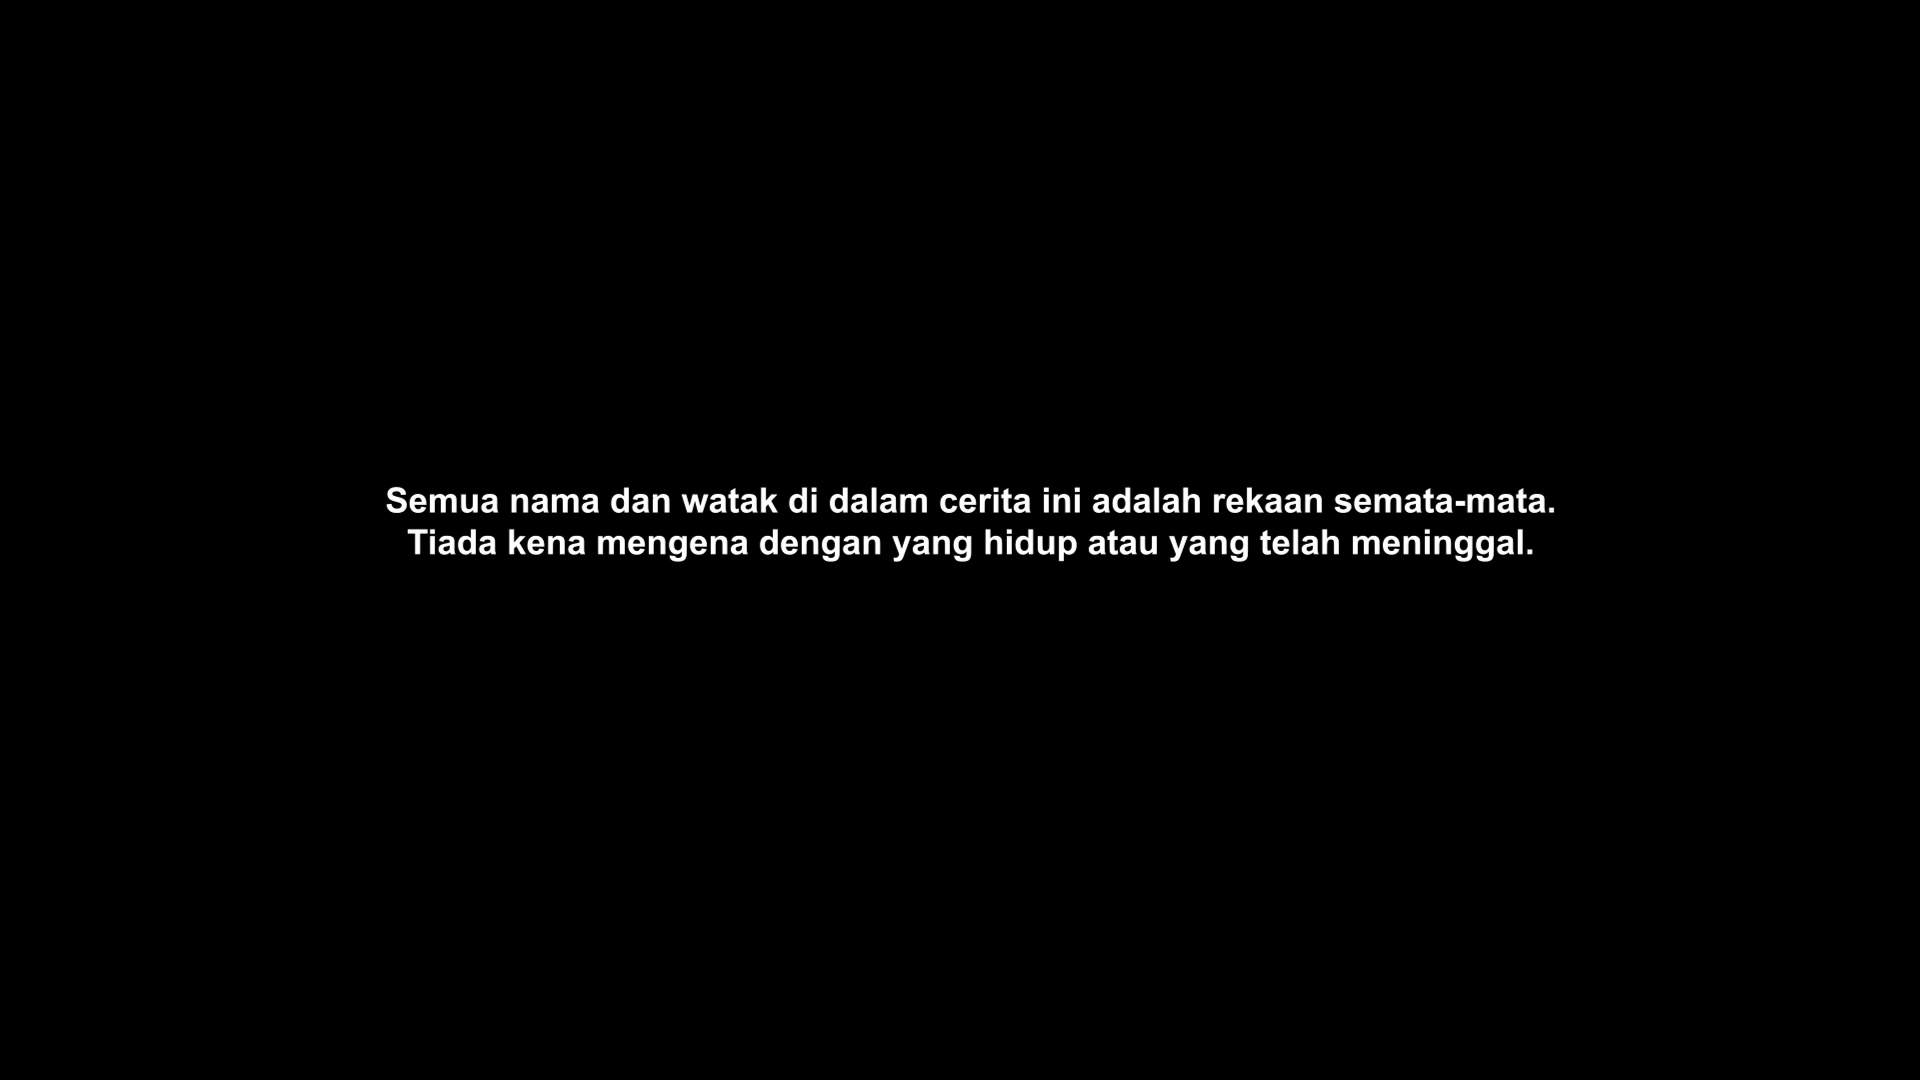 Semua nama dan watak di dalam cerita ini adalah rekaan semata-mata.
Tiada kena mengena dengan yang hidup atau yang telah meninggal.